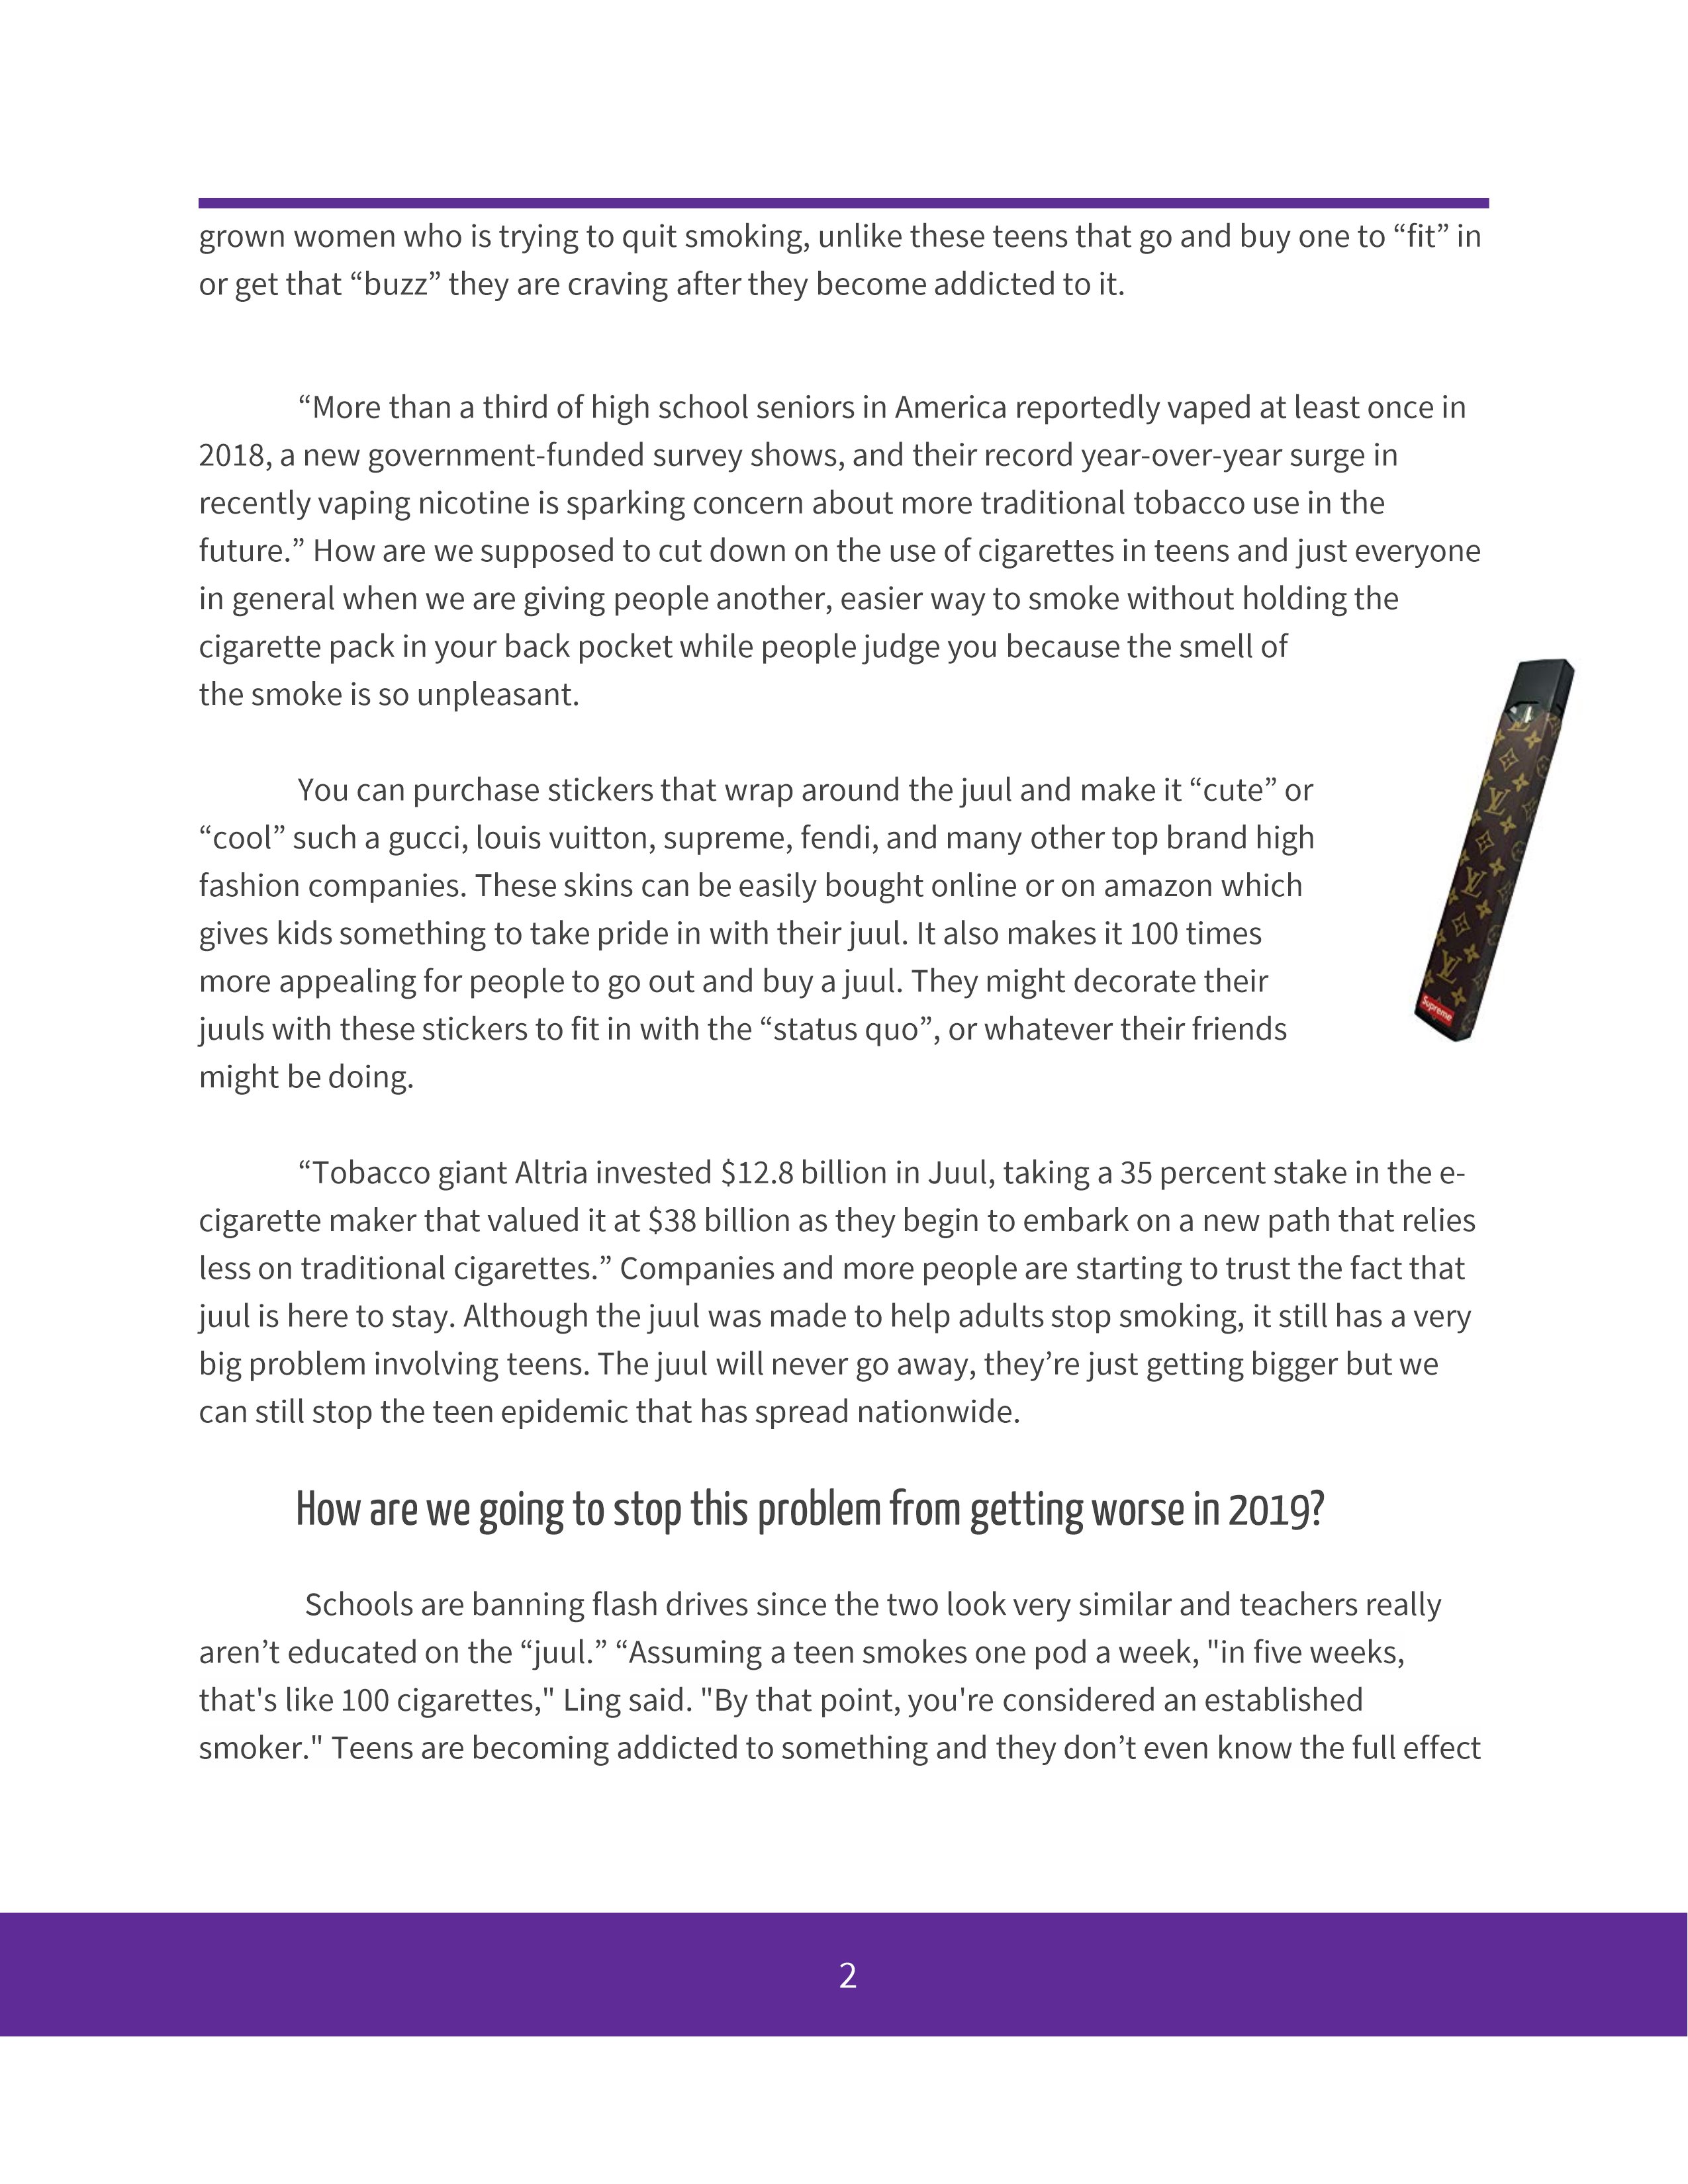 grown women who is trying to quit smoking, unlike these teens that go and buy one to “fit” in
or get that “buzz” they are craving after they become addicted to it.
“More than a third of high school seniors in America reportedly vaped at least once in
2018, a new government-funded survey shows, and their record year-over-year surge in
recently vaping nicotine is sparking concern about more traditional tobacco use in the
future.” How are we supposed to cut down on the use of cigarettes in teens and just everyone
in general when we are giving people another, easier way to smoke without holding the
cigarette pack in your back pocket while people judge you because the smell of
the smoke is so unpleasant.
You can purchase stickers that wrap around the juul and make it “cute” or
“cool” such a gucci, louis vuitton, supreme, fendi, and many other top brand high
fashion companies. These skins can be easily bought online or on amazon which
gives kids something to take pride in with their juul. It also makes it 100 times
more appealing for people to go out and buy a juul. They might decorate their
juuls with these stickers to fit in with the “status quo”, or whatever their friends
might be doing.
Supreme
“Tobacco giant Altria invested $12.8 billion in Juul, taking a 35 percent stake in the e-
cigarette maker that valued it at $38 billion as they begin to embark on a new path that relies
less on traditional cigarettes.” Companies and more people are starting to trust the fact that
juul is here to stay. Although the juul was made to help adults stop smoking, it still has a very
big problem involving teens. The juul will never go away, they’re just getting bigger but we
can still stop the teen epidemic that has spread nationwide.
How are we going to stop this problem from getting worse in 2019?
Schools are banning flash drives since the two look very similar and teachers really
aren’t educated on the “juul.” “Assuming a teen smokes one pod a week, "in five weeks,
that's like 100 cigarettes," Ling said. "By that point, you're considered an established
smoker." Teens are becoming addicted to something and they don’t even know the full effect
2